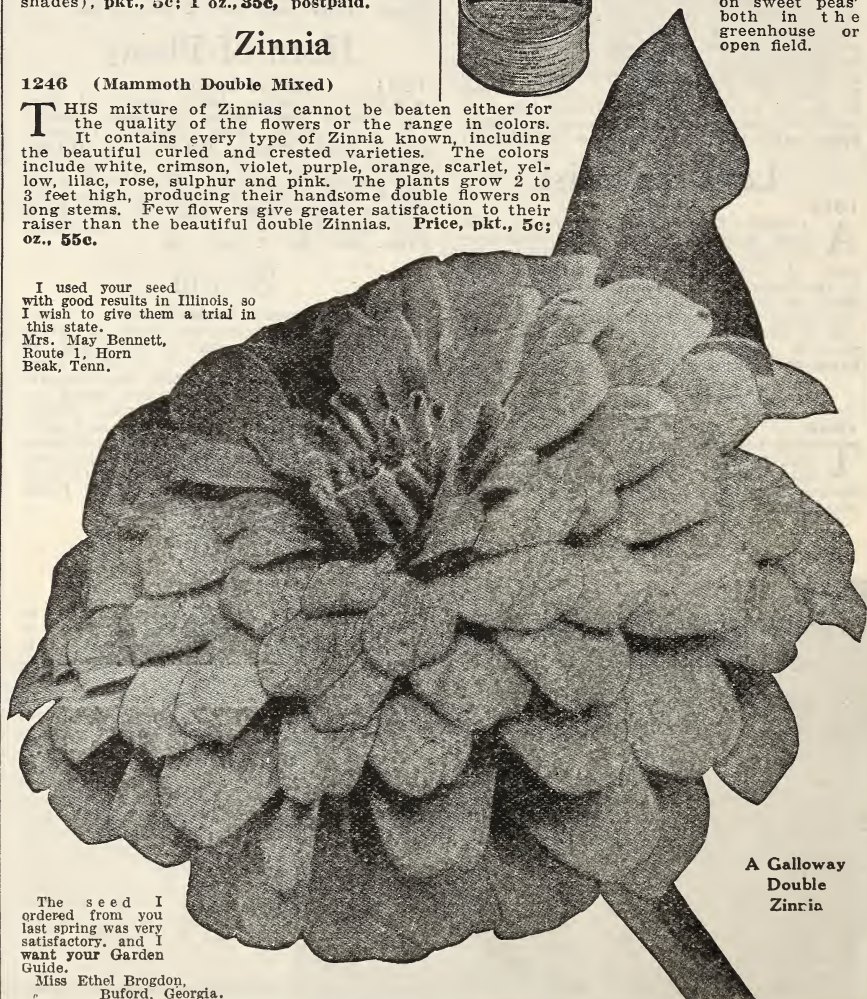 shades), pkt., 5c; 1 oz., 35c, postpaid.
on sweet peas
both in the
greenhouse or
open field.
Zinnia
1246 (Mammoth Double Mixed)
THIS mixture of Zinnias cannot be beaten either for
the quality of the flowers or the range in colors.
It contains every type of Zinnia known, including
the beautiful curled and crested varieties. The colors
include white, crimson, violet, purple, orange, scarlet, yel-
low, lilac, rose, sulphur and pink. The plants grow 2 to
3 feet high, producing their handsome double flowers on
long stems. Few flowers give greater satisfaction to their
raiser than the beautiful double Zinnias. Price, pkt., 5c;
oz., 55c.
I used your seed
with good results in Illinois, so
I wish to give them a trial in
this state.
Mrs. May Bennett,
Route 1, Horn
Beak, Tenn.
A Galloway
Double
Zinnia
The seed I
ordered from you
last spring was very
satisfactory. and I
want your Garden
Guide.
Miss Ethel Brogdon,
Buford, Georgia.